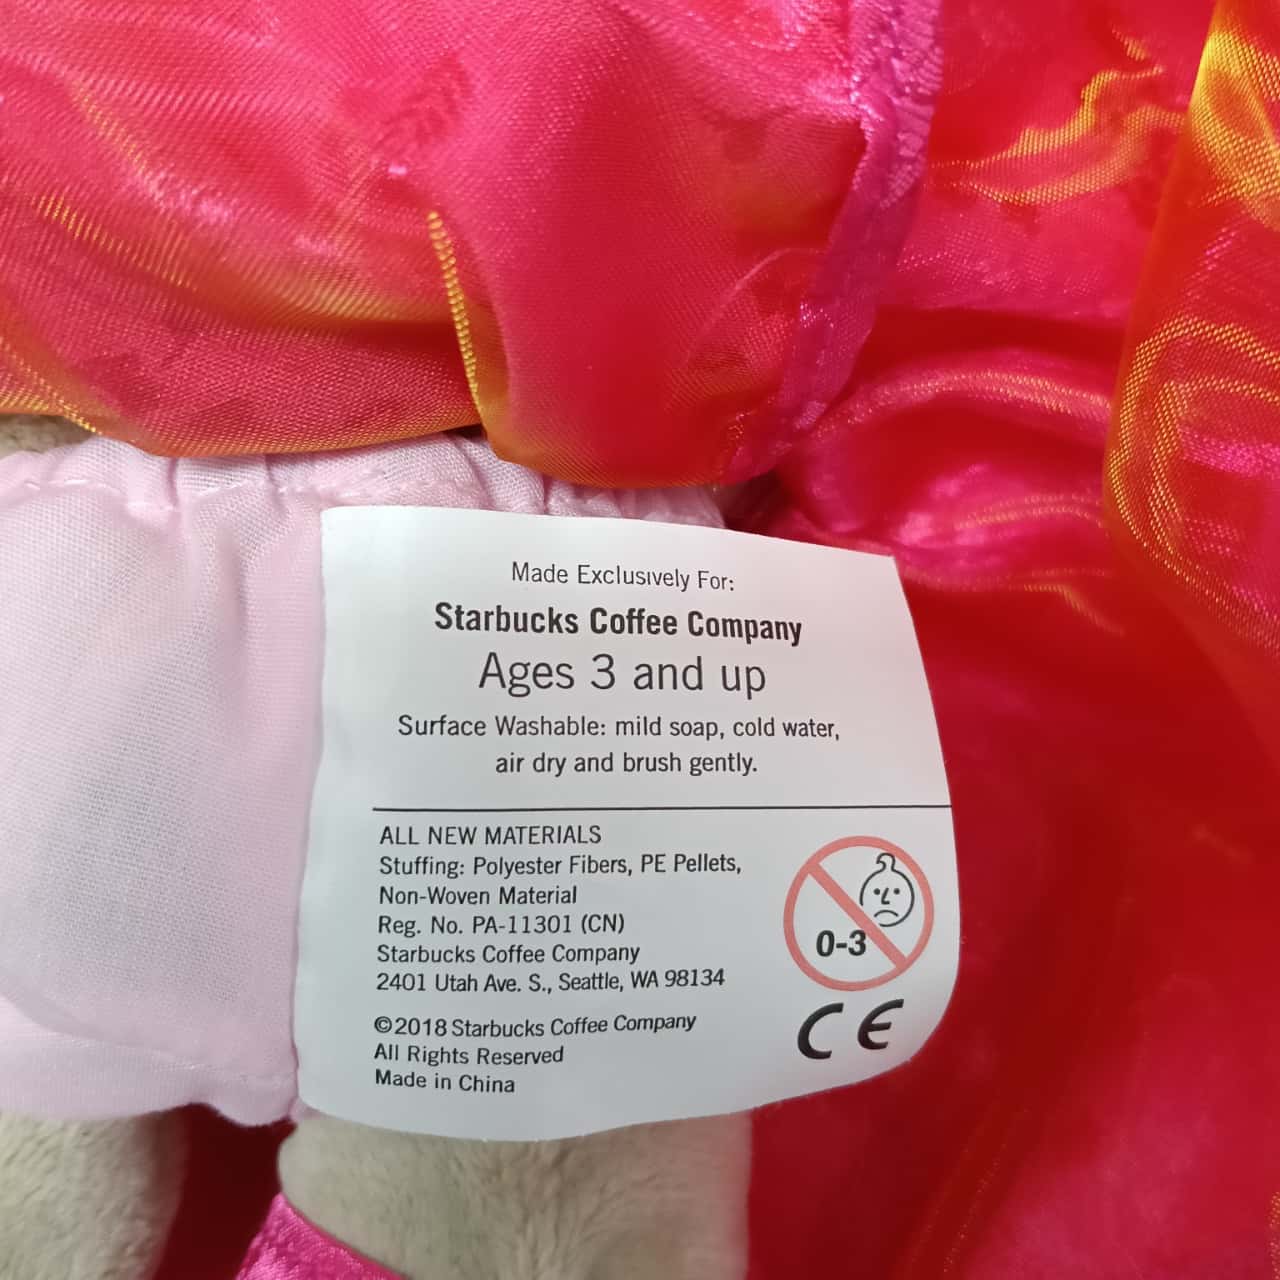 Made Exclusively For:
Starbucks Coffee Company
Ages 3 and up
Surface Washable: mild soap, cold water,
air dry and brush gently.
ALL NEW MATERIALS
Stuffing: Polyester Fibers, PE Pellets,
Non-Woven Material
Reg. No. PA-11301 (CN)
Starbucks Coffee Company
2401 Utah Ave. S., Seattle, WA 98134
0-3
©2018 Starbucks Coffee Company
All Rights Reserved
Made in China
CE